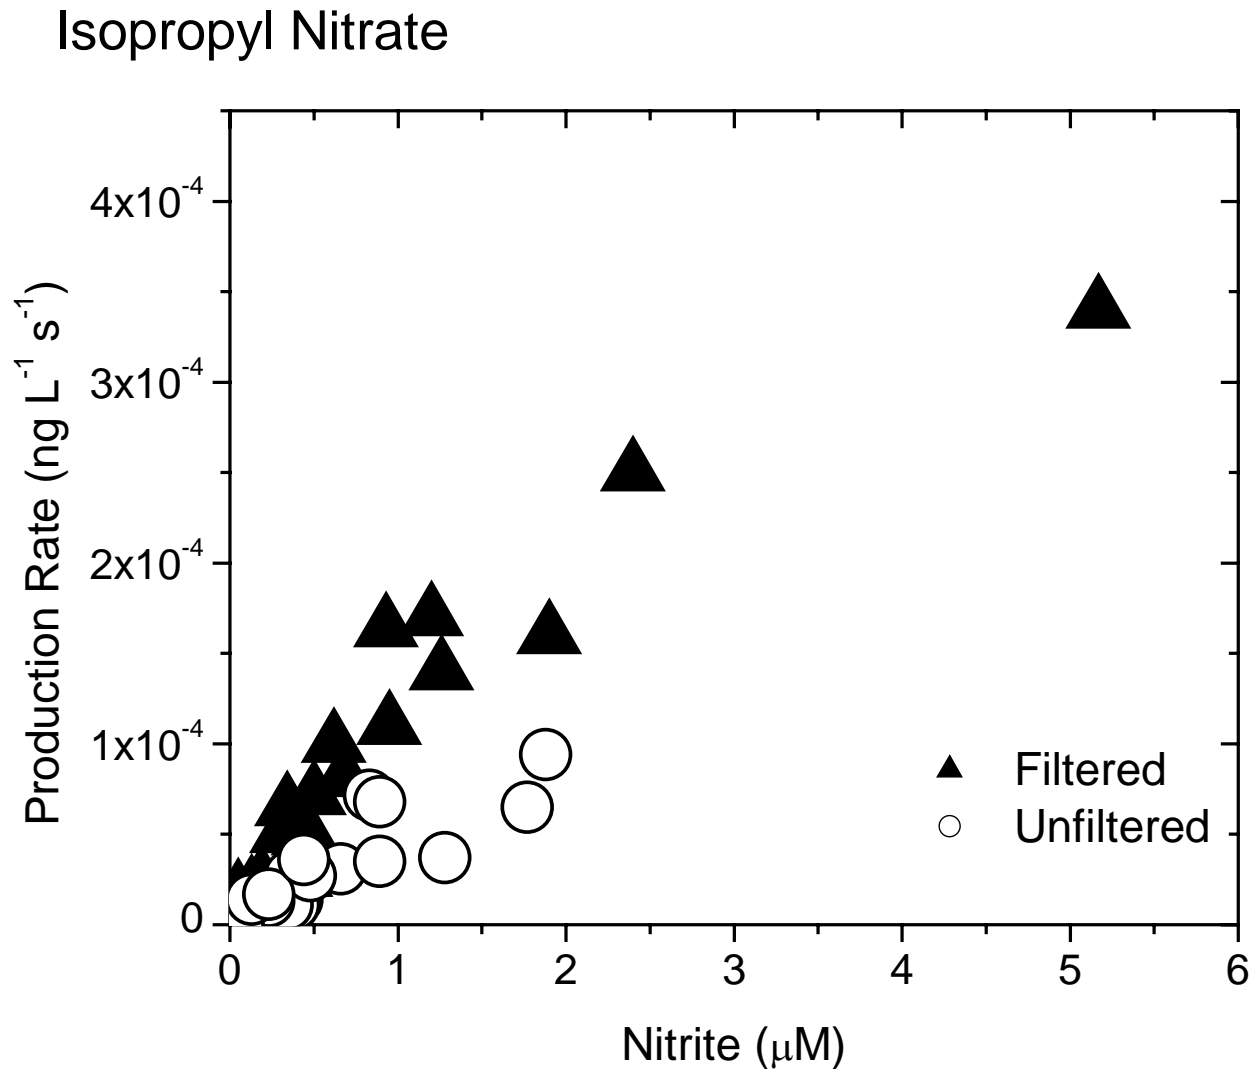 Isopropyl Nitrate
Production Rate (ng L⁻¹ s⁻¹)
4x10⁻⁴
3x10⁻⁴
2x10⁻⁴
1x10⁻⁴
0
Filtered
Unfiltered
0 1 2 3 4 5 6
Nitrite (μM)